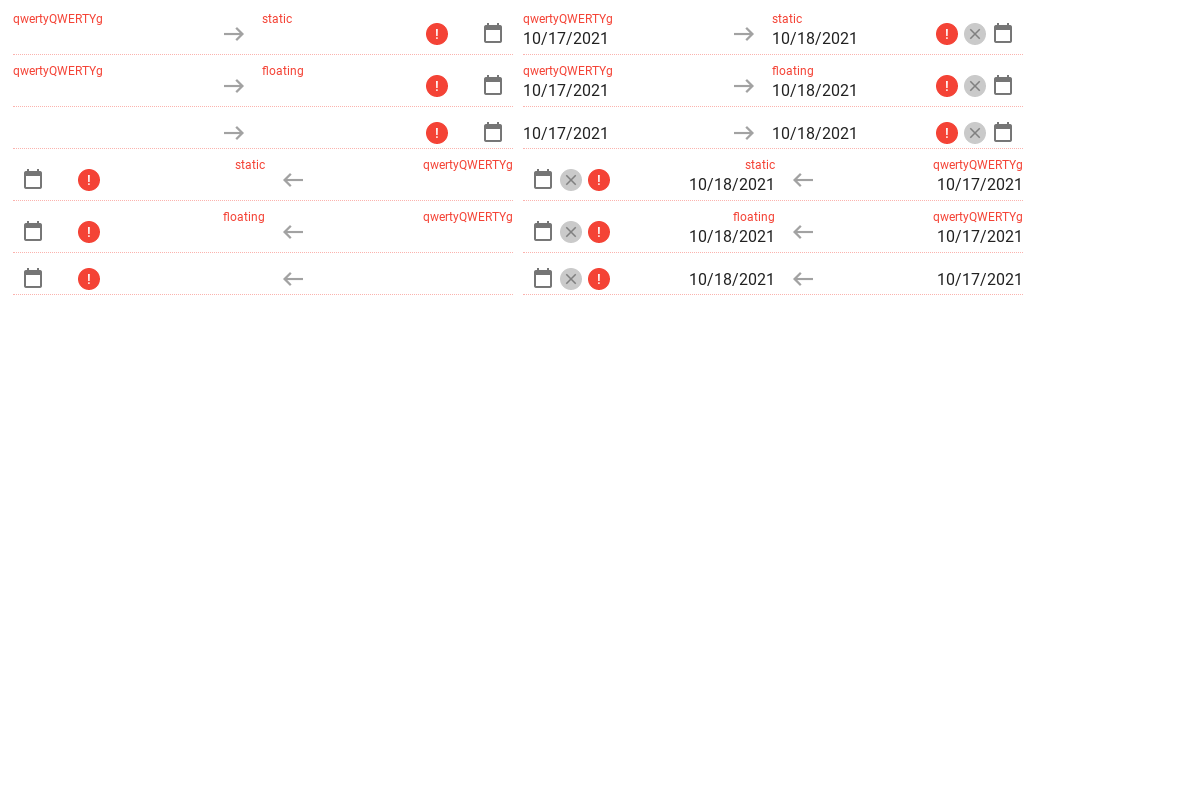 qwertyQWERTYg static qwertyQWERTYg static
10/17/2021 10/18/2021
qwertyQWERTYg floating qwertyQWERTYg floating
10/17/2021 10/18/2021
10/17/2021 10/18/2021
static qwertyQWERTYg static qwertyQWERTYg
10/18/2021 10/17/2021
floating qwertyQWERTYg floating qwertyQWERTYg
10/18/2021 10/17/2021
10/18/2021 10/17/2021